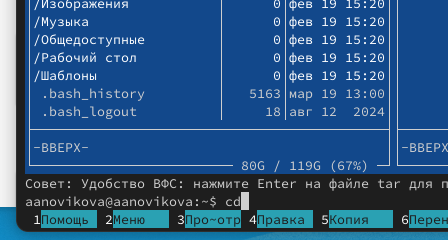 /Изображения 0 фев 19 15:20
/Музыка 0 фев 19 15:20
/Общедоступные 0 фев 19 15:20
/Рабочий стол 0 фев 19 15:20
/Шаблоны 0 фев 19 15:20
.bash_history 5163 мар 19 13:00
.bash_logout 18 авг 12 2024
-ВВЕРХ- -ВВЕРХ
80G / 119G (67%)
Совет: Удобство ВФС: нажмите Enter на файле tar для п
aanovikova@aanovikova:~$ cd
1Помощь 2Меню 3Про~отр 4Правка 5Копия 6Перен